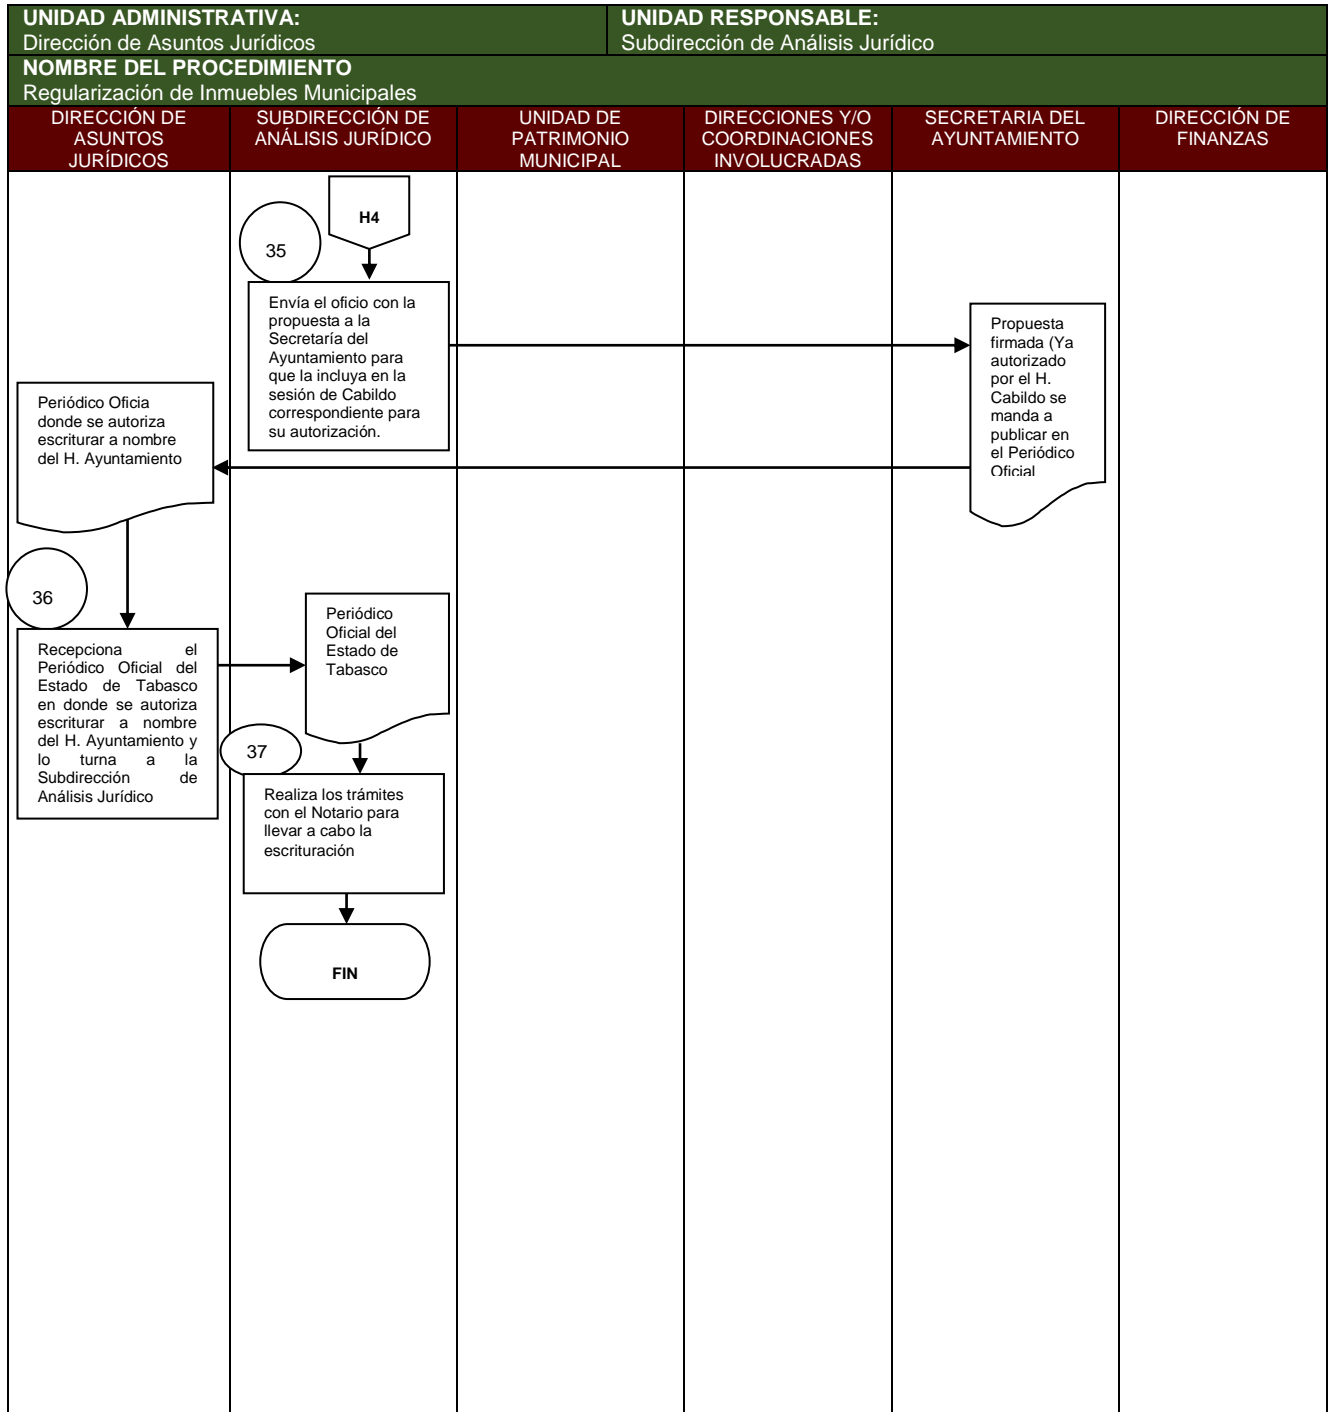 UNIDAD ADMINISTRATIVA:
Dirección de Asuntos Jurídicos
UNIDAD RESPONSABLE:
Subdirección de Análisis Jurídico
NOMBRE DEL PROCEDIMIENTO
Regularización de Inmuebles Municipales
DIRECCIÓN DE
ASUNTOS
JURÍDICOS
SUBDIRECCIÓN DE
ANÁLISIS JURÍDICO
UNIDAD DE
PATRIMONIO
MUNICIPAL
DIRECCIONES Y/O
COORDINACIONES
INVOLUCRADAS
SECRETARIA DEL
AYUNTAMIENTO
DIRECCIÓN DE
FINANZAS
H4
35
Envía el oficio con la
propuesta a la
Secretaría del
Ayuntamiento para
que la incluya en la
sesión de Cabildo
correspondiente para
su autorización.
Propuesta
firmada (Ya
autorizado
por el H.
Cabildo se
manda a
publicar en
el Periódico
Oficial
Periódico Oficia
donde se autoriza
escriturar a nombre
del H. Ayuntamiento
36
Recepciona el
Periódico Oficial del
Estado de Tabasco
en donde se autoriza
escriturar a nombre
del H. Ayuntamiento y
lo turna a la
Subdirección de
Análisis Jurídico
Periódico
Oficial del
Estado de
Tabasco
37
Realiza los trámites
con el Notario para
llevar a cabo la
escrituración
FIN